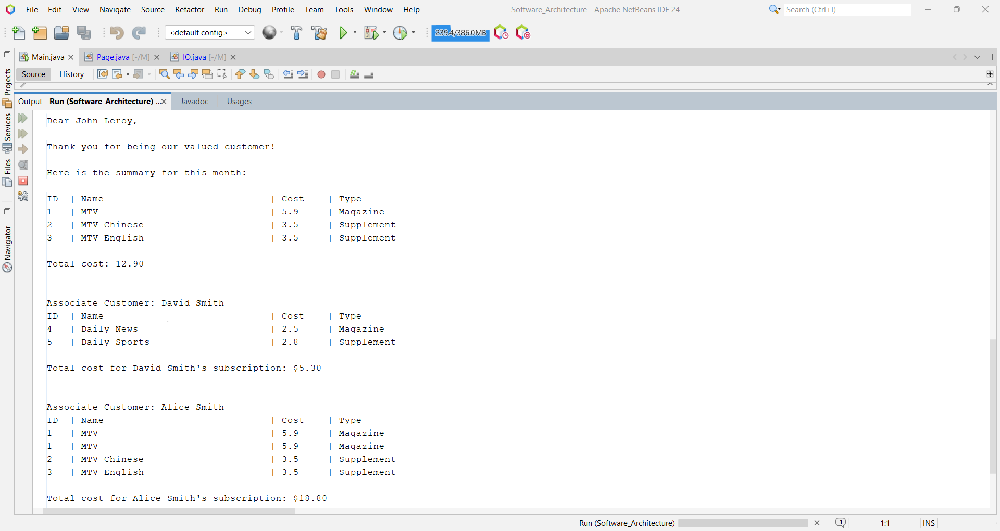 File Edit View Navigate Source Refactor Run Debug Profile Team Tools Window Help Software_Architecture - Apache NetBeans IDE 24 Search (Ctrl+I)
<default config> 239.4/386.0MB
Main.java Page.java [-/M] IO.java [-/M]
Source History
Projects
Services
Files
Navigator
Output - Run (Software_Architecture) ... Javadoc Usages
Dear John Leroy,
Thank you for being our valued customer!
Here is the summary for this month:
ID | Name | Cost | Type
1 | MTV | 5.9 | Magazine
2 | MTV Chinese | 3.5 | Supplement
3 | MTV English | 3.5 | Supplement
Total cost: 12.90
Associate Customer: David Smith
ID | Name | Cost | Type
4 | Daily News | 2.5 | Magazine
5 | Daily Sports | 2.8 | Supplement
Total cost for David Smith's subscription: $5.30
Associate Customer: Alice Smith
ID | Name | Cost | Type
1 | MTV | 5.9 | Magazine
1 | MTV | 5.9 | Magazine
2 | MTV Chinese | 3.5 | Supplement
3 | MTV English | 3.5 | Supplement
Total cost for Alice Smith's subscription: $18.80
Run (Software_Architecture) 1 1:1 INS